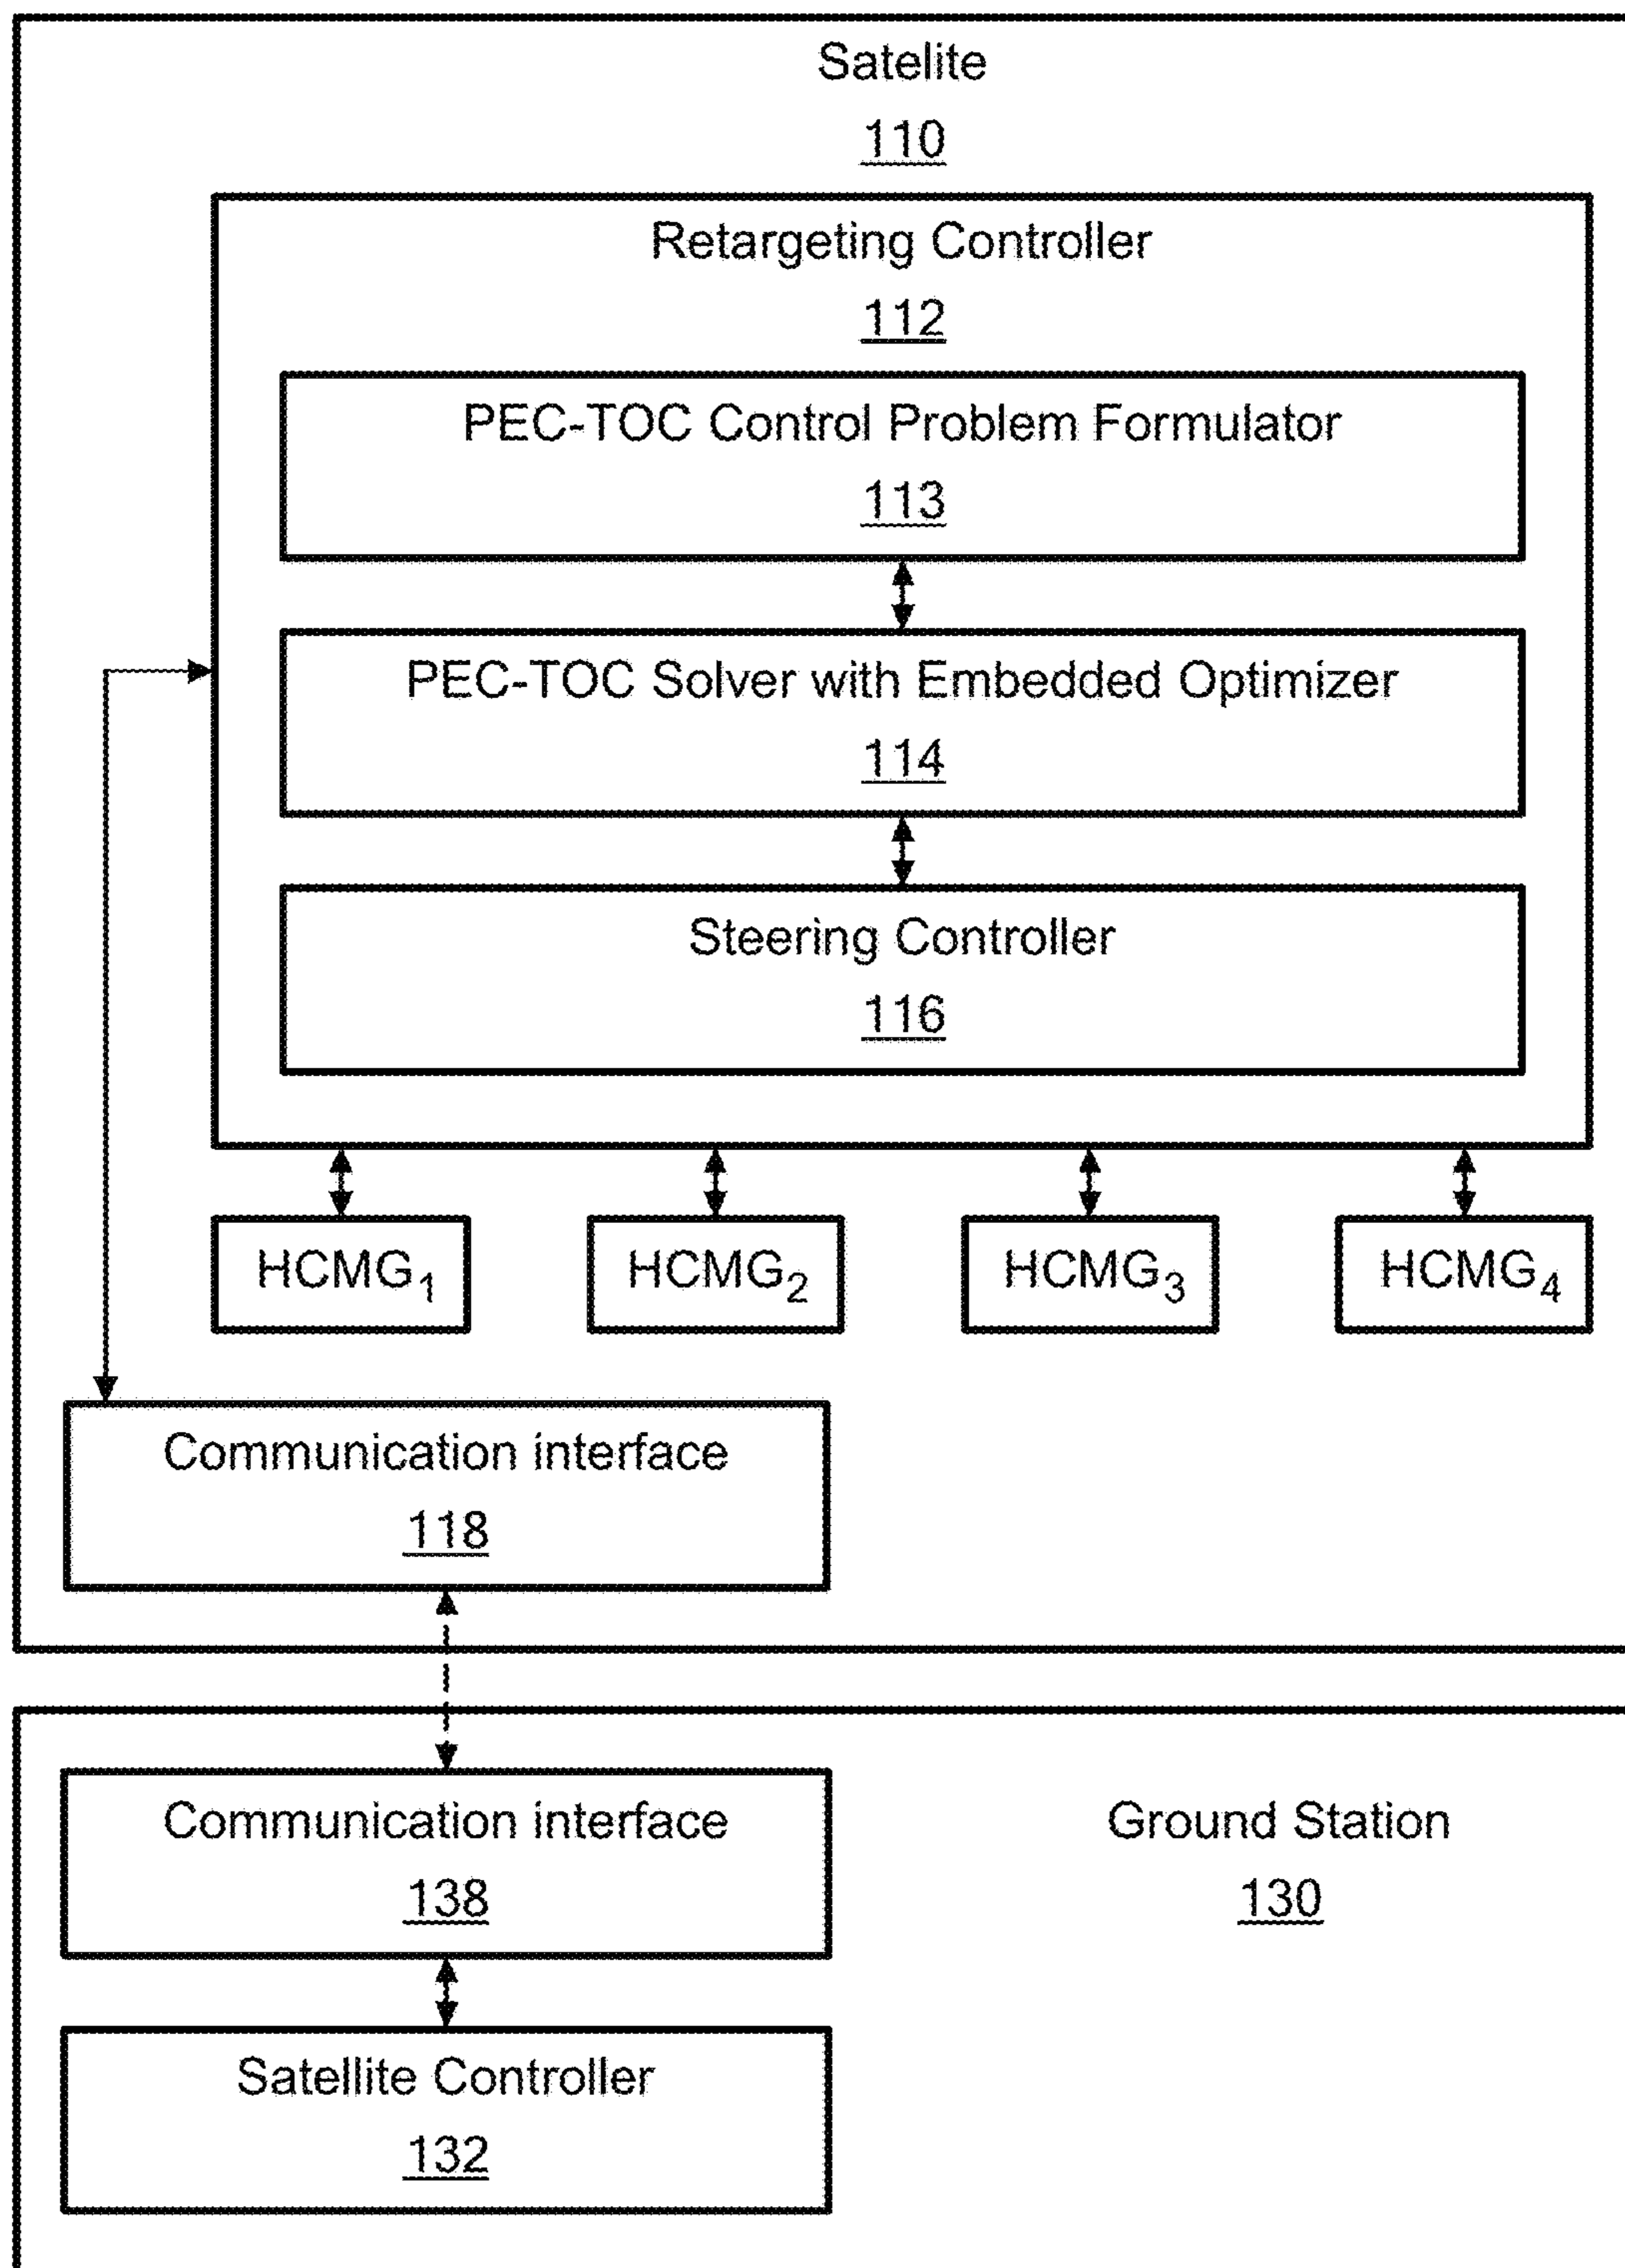 Satelite
110
Retargeting Controller
112
PEC-TOC Control Problem Formulator
113
PEC-TOC Solver with Embedded Optimizer
114
Steering Controller
116
HCMG₁
HCMG₂
HCMG₃
HCMG₄
Communication interface
118
Communication interface
138
Ground Station
130
Satellite Controller
132